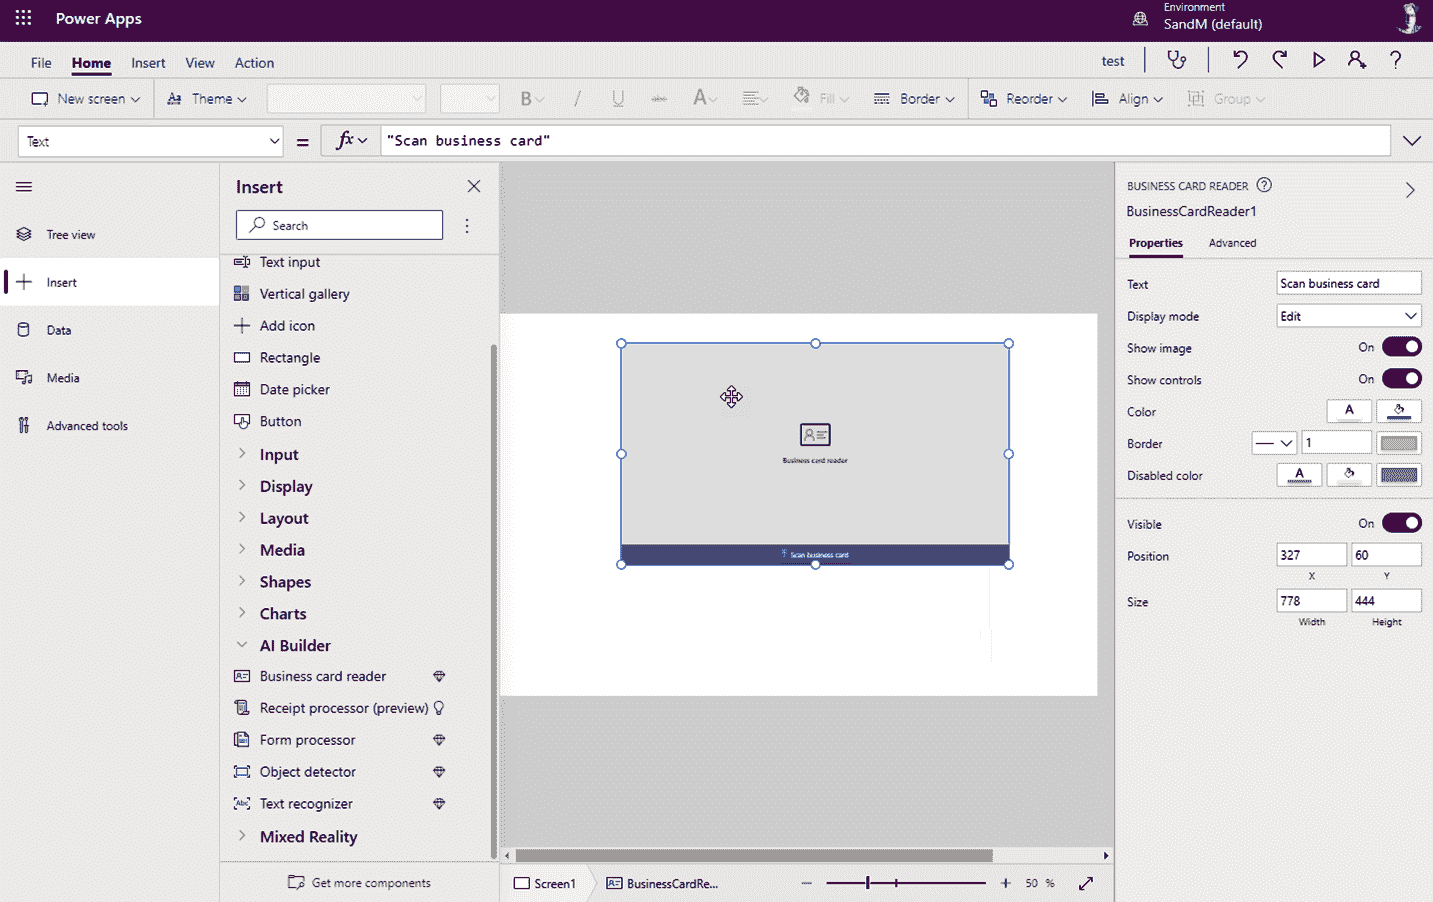 Power Apps
Environment
SandM (default)
File Home Insert View Action
test
New screen Theme B / U abc A Fill Border Reorder Align Group
Text = fx "Scan business card"
Tree view
Insert
Data
Media
Advanced tools
Insert
Search
Text input
Vertical gallery
Add icon
Rectangle
Date picker
Button
Input
Display
Layout
Media
Shapes
Charts
AI Builder
Business card reader
Receipt processor (preview)
Form processor
Object detector
Abc Text recognizer
Mixed Reality
Get more components
Business card reader
Scan business card
Screen1 BusinessCardRe... 50 %
BUSINESS CARD READER ?
BusinessCardReader1
Properties Advanced
Text Scan business card
Display mode Edit
Show image On
Show controls On
Color A
Border 1
Disabled color A
Visible On
Position 327 60
X Y
Size 778 444
Width Height